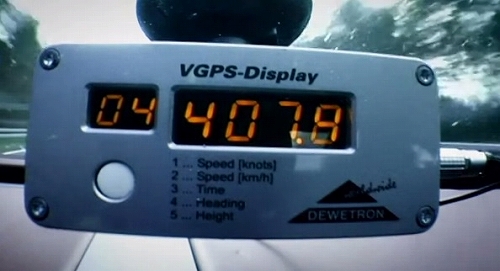 VGPS-Display
04 407.8
1 ... Speed [knots]
2 ... Speed [km/h]
3 ... Time
4 ... Heading
5 ... Height
DEWETRON